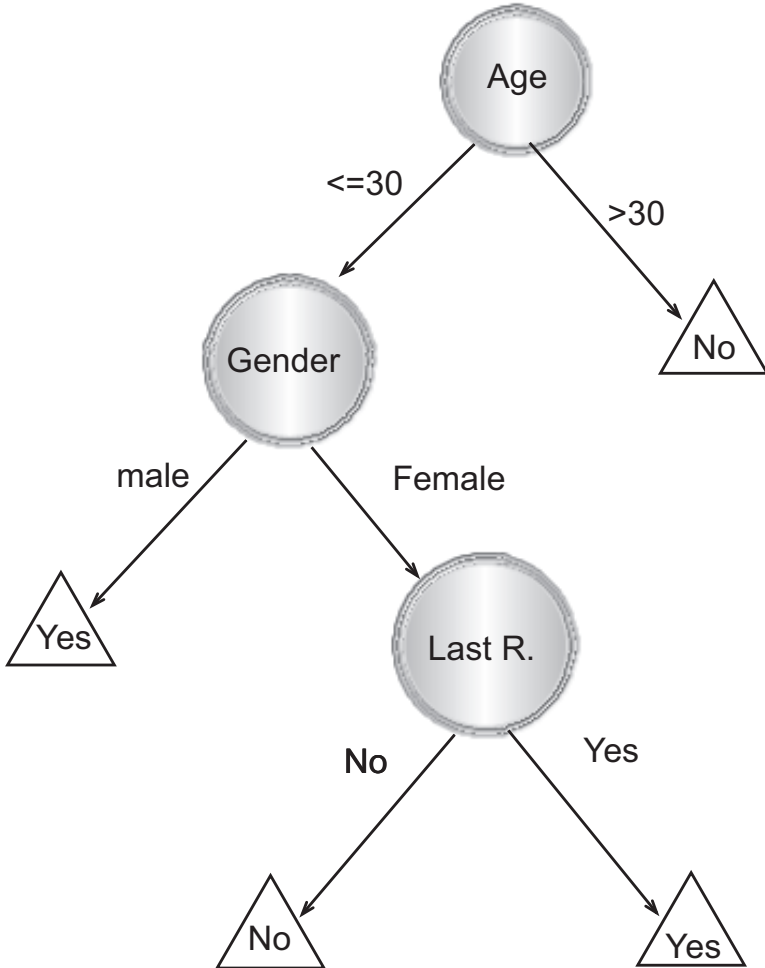 Age
<=30
>30
No
Gender
male
Female
Yes
Last R.
No
Yes
No
Yes